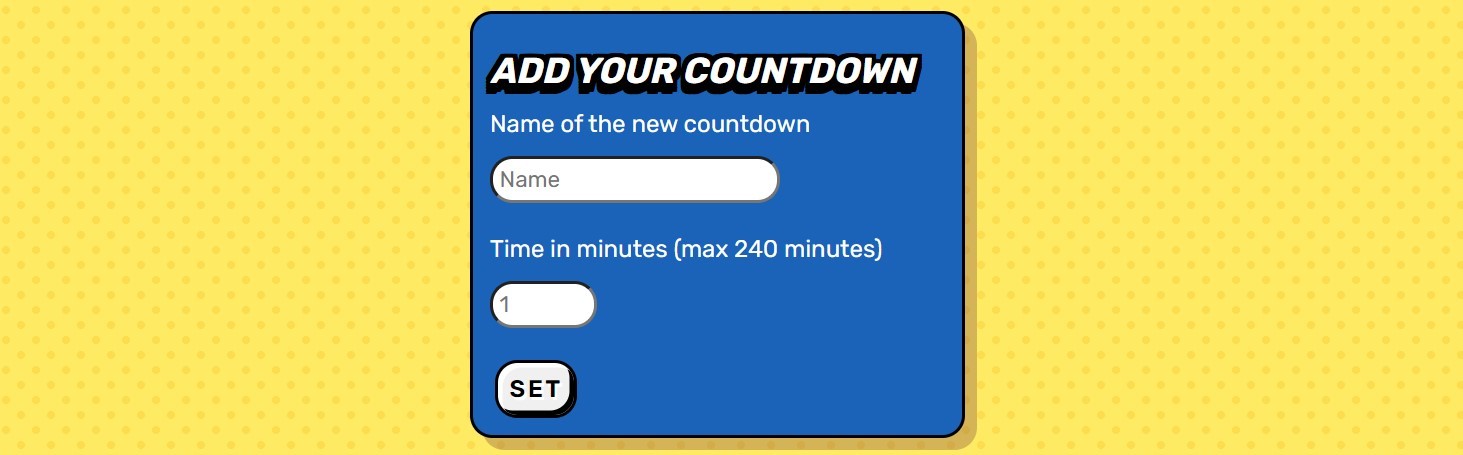 ADD YOUR COUNTDOWN
Name of the new countdown
Name
Time in minutes (max 240 minutes)
1
SET